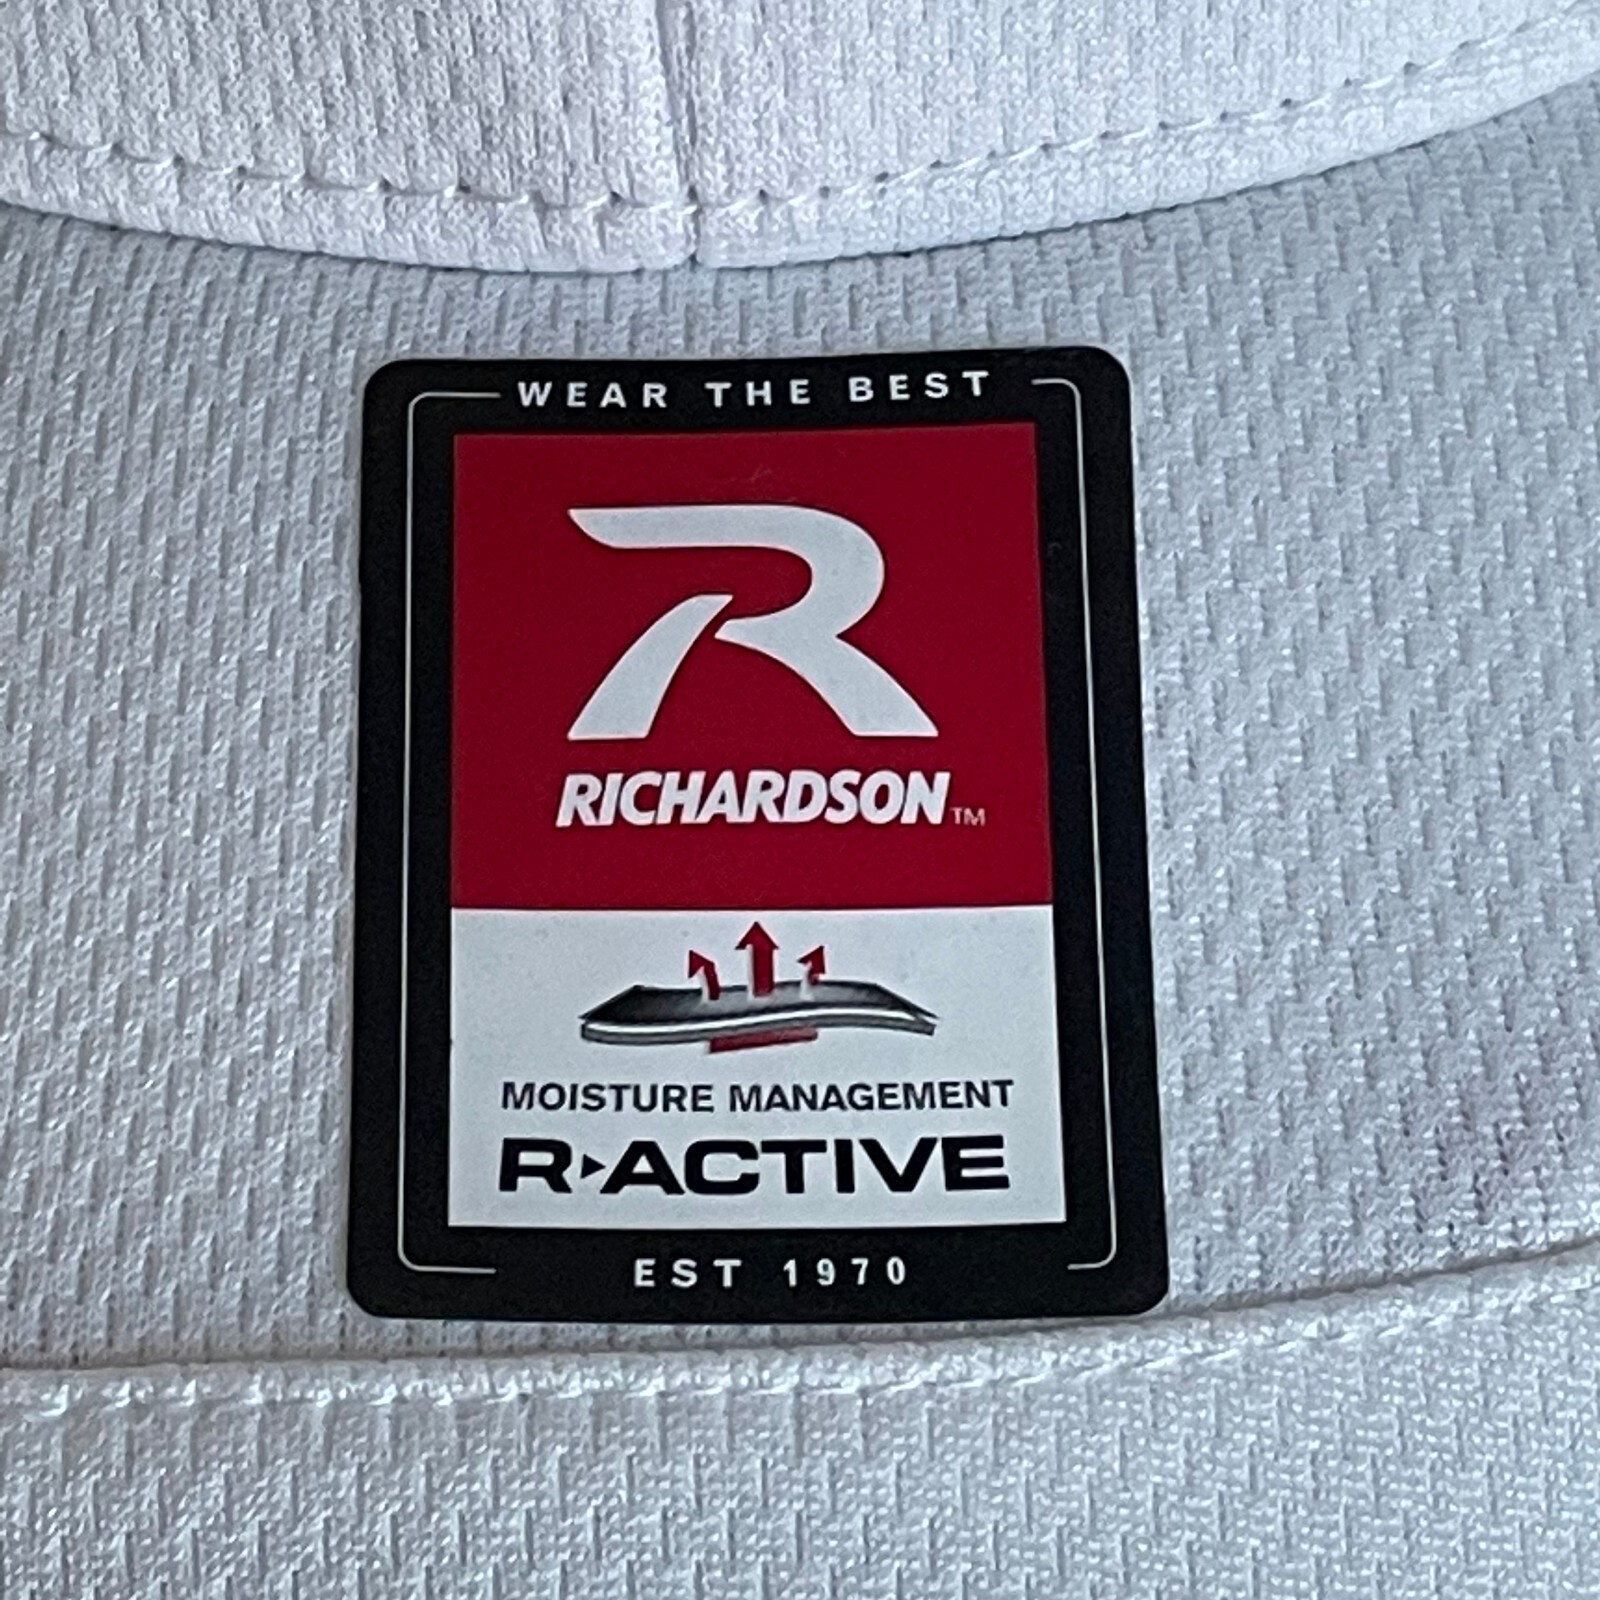 WEAR THE BEST
RICHARDSON™
MOISTURE MANAGEMENT
R▸ACTIVE
EST 1970